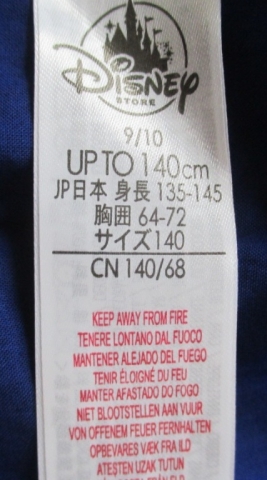 DISNEY
STORE
9/10
UP TO 140cm
JP日本 身長 135-145
胸囲 64-72
サイズ140
CN 140/68
KEEP AWAY FROM FIRE
TENERE LONTANO DAL FUOCO
MANTENER ALEJADO DEL FUEGO
TENIR ÉLOIGNÉ DU FEU
MANTER AFASTADO DO FOGO
NIET BLOOTSTELLEN AAN VUUR
VON OFFENEM FEUER FERNHALTEN
OPBEVARES VÆK FRA ILD
ATEŞTEN UZAK TUTUN